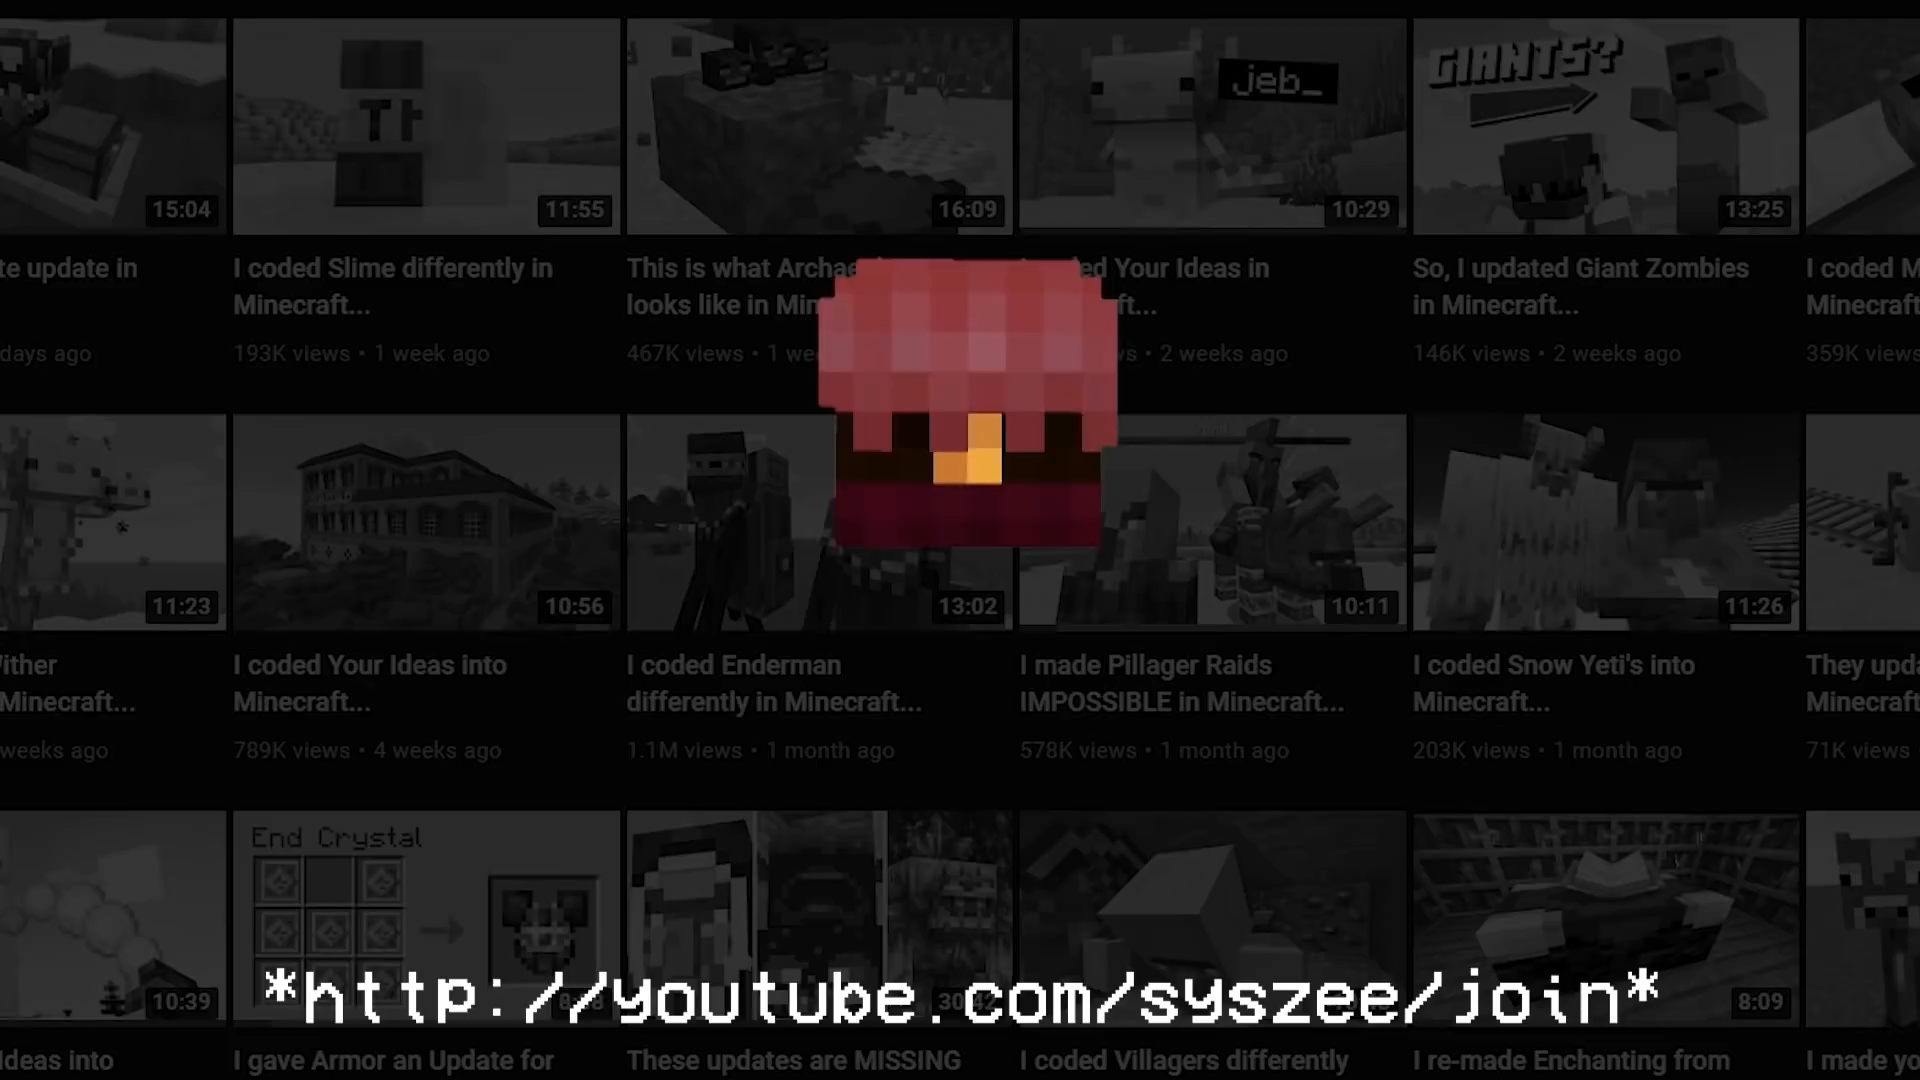 GIANTS?
jeb_
Th
15:04
11:55
16:09
10:29
13:25
te update in
I coded Slime differently in
Minecraft...
This is what Archae
looks like in Min
ed Your Ideas in
ft...
So, I updated Giant Zombies
in Minecraft...
I coded M
Minecraft
days ago
193K views • 1 week ago
467K views • 1 we
vs • 2 weeks ago
146K views • 2 weeks ago
359K views
11:23
10:56
13:02
10:11
11:26
Wither
Minecraft...
I coded Your Ideas into
Minecraft...
I coded Enderman
differently in Minecraft...
I made Pillager Raids
IMPOSSIBLE in Minecraft...
I coded Snow Yeti's into
Minecraft...
They upda
Minecraft
weeks ago
789K views • 4 weeks ago
1.1M views • 1 month ago
578K views • 1 month ago
203K views • 1 month ago
71K views
End Crystal
10:39
8:09
*http://youtube.com/syszee/join*
Ideas into
I gave Armor an Update for
These updates are MISSING
I coded Villagers differently
I re-made Enchanting from
I made yo